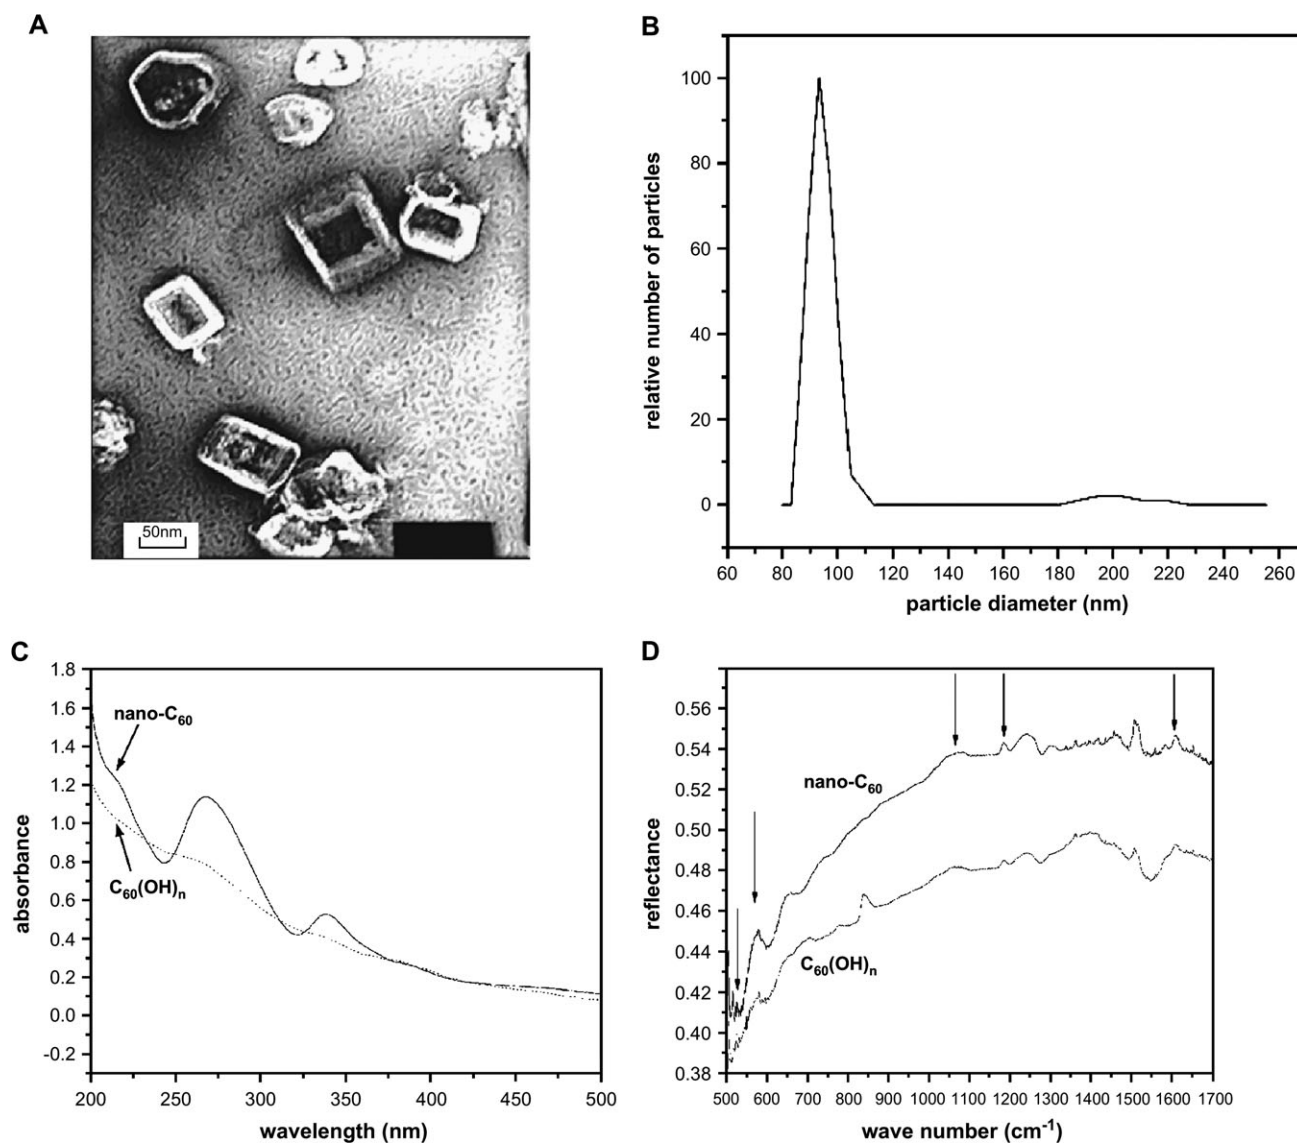 A
50nm
B
relative number of particles
100
80
60
40
20
0
60 80 100 120 140 160 180 200 220 240 260
particle diameter (nm)
C
absorbance
1.8
1.6
1.4
1.2
1.0
0.8
0.6
0.4
0.2
0.0
-0.2
nano-C₆₀
C₆₀(OH)ₙ
200 250 300 350 400 450 500
wavelength (nm)
D
reflectance
0.56
0.54
0.52
0.50
0.48
0.46
0.44
0.42
0.40
0.38
nano-C₆₀
C₆₀(OH)ₙ
500 600 700 800 900 1000 1100 1200 1300 1400 1500 1600 1700
wave number (cm⁻¹)